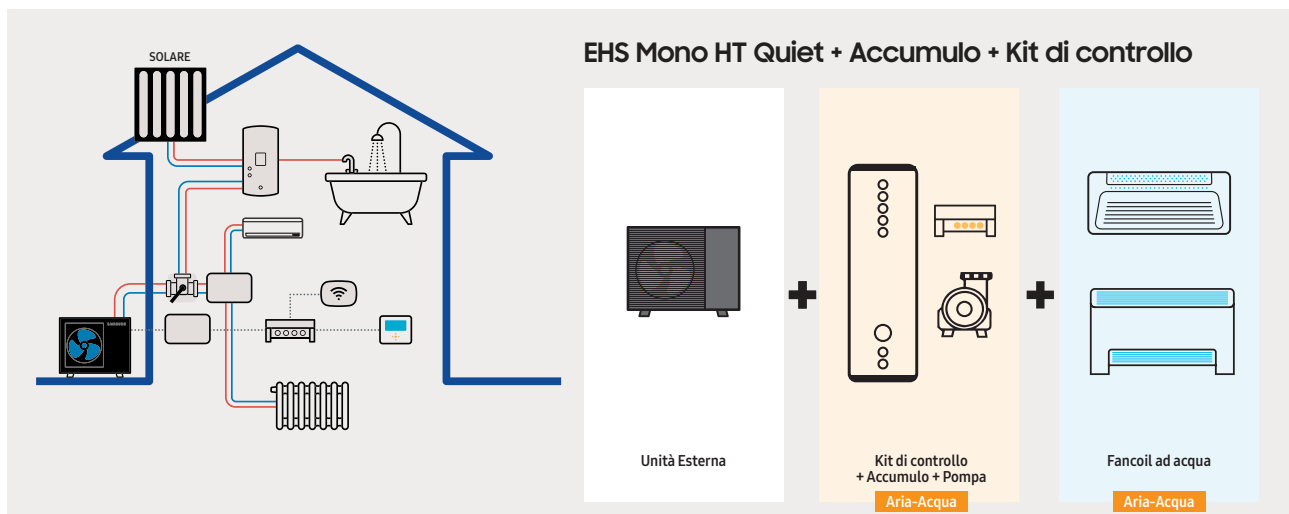 SOLARE
SAMSUNG
EHS Mono HT Quiet + Accumulo + Kit di controllo
Unità Esterna
Kit di controllo
+ Accumulo + Pompa
Aria-Acqua
Fancoil ad acqua
Aria-Acqua